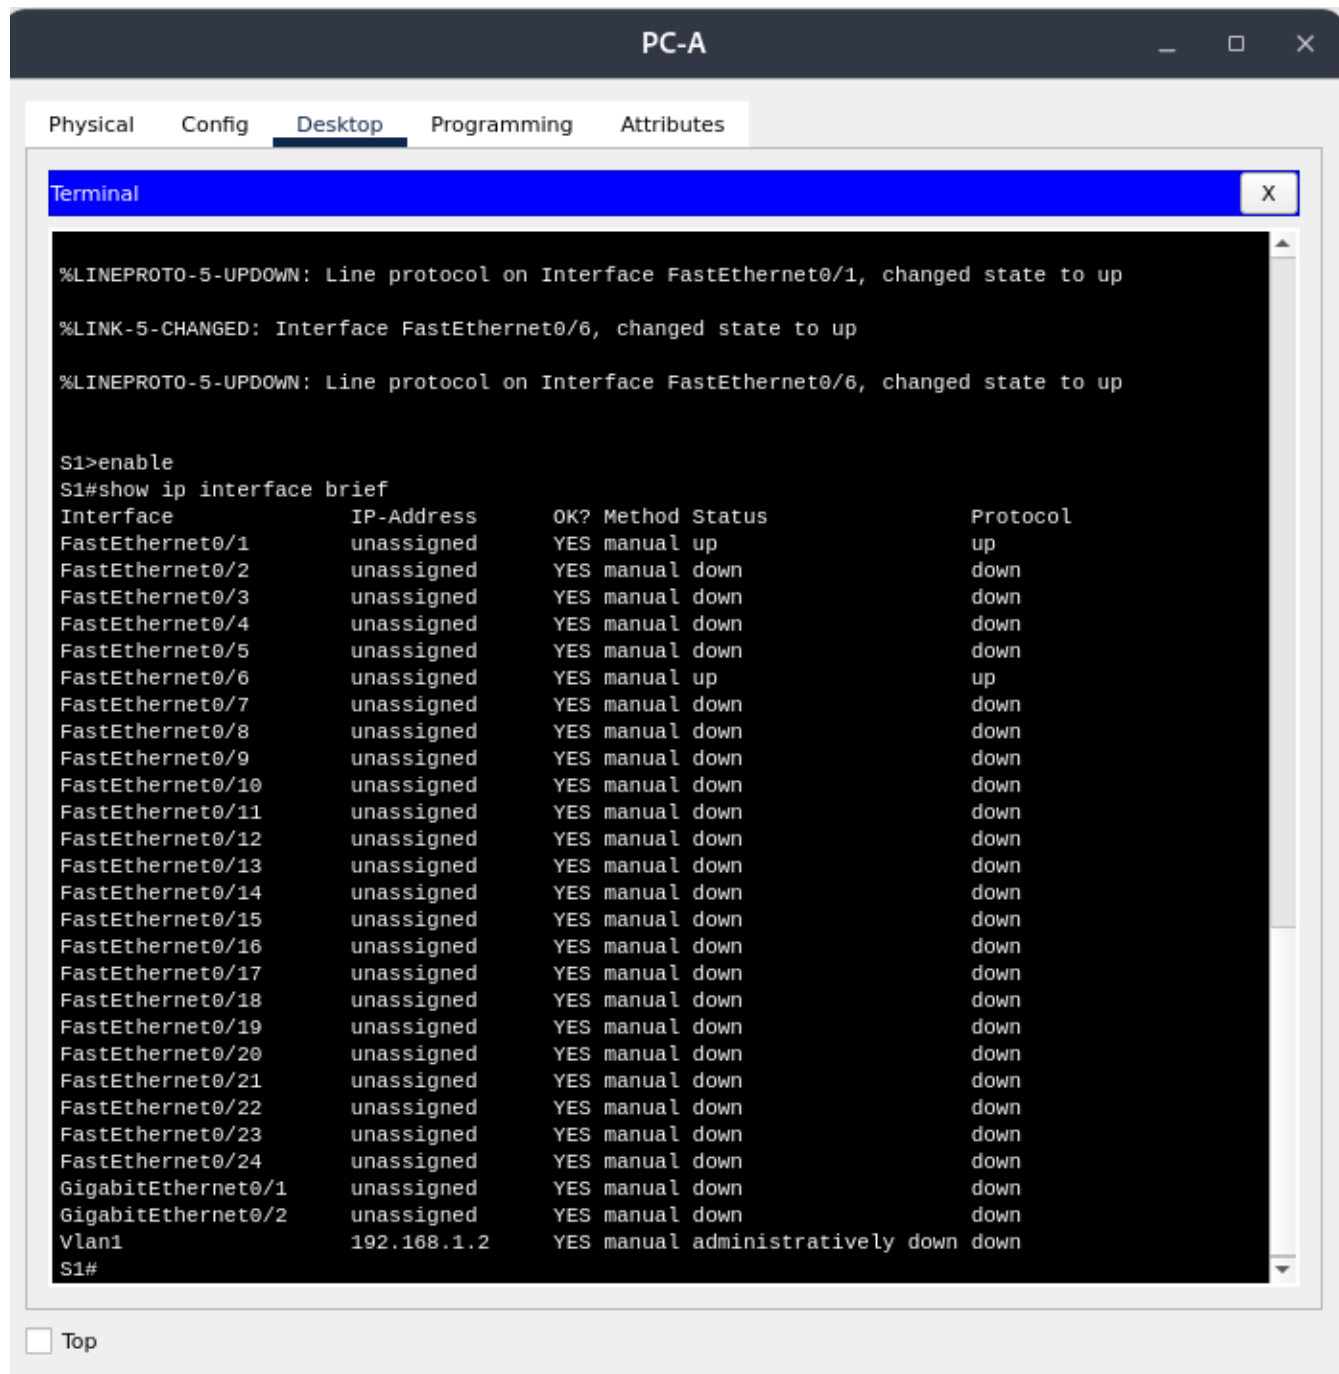 PC-A
Physical Config Desktop Programming Attributes
Terminal X
%LINEPROTO-5-UPDOWN: Line protocol on Interface FastEthernet0/1, changed state to up
%LINK-5-CHANGED: Interface FastEthernet0/6, changed state to up
%LINEPROTO-5-UPDOWN: Line protocol on Interface FastEthernet0/6, changed state to up
S1>enable
S1#show ip interface brief
Interface IP-Address OK? Method Status Protocol
FastEthernet0/1 unassigned YES manual up up
FastEthernet0/2 unassigned YES manual down down
FastEthernet0/3 unassigned YES manual down down
FastEthernet0/4 unassigned YES manual down down
FastEthernet0/5 unassigned YES manual down down
FastEthernet0/6 unassigned YES manual up up
FastEthernet0/7 unassigned YES manual down down
FastEthernet0/8 unassigned YES manual down down
FastEthernet0/9 unassigned YES manual down down
FastEthernet0/10 unassigned YES manual down down
FastEthernet0/11 unassigned YES manual down down
FastEthernet0/12 unassigned YES manual down down
FastEthernet0/13 unassigned YES manual down down
FastEthernet0/14 unassigned YES manual down down
FastEthernet0/15 unassigned YES manual down down
FastEthernet0/16 unassigned YES manual down down
FastEthernet0/17 unassigned YES manual down down
FastEthernet0/18 unassigned YES manual down down
FastEthernet0/19 unassigned YES manual down down
FastEthernet0/20 unassigned YES manual down down
FastEthernet0/21 unassigned YES manual down down
FastEthernet0/22 unassigned YES manual down down
FastEthernet0/23 unassigned YES manual down down
FastEthernet0/24 unassigned YES manual down down
GigabitEthernet0/1 unassigned YES manual down down
GigabitEthernet0/2 unassigned YES manual down down
Vlan1 192.168.1.2 YES manual administratively down down
S1#
Top